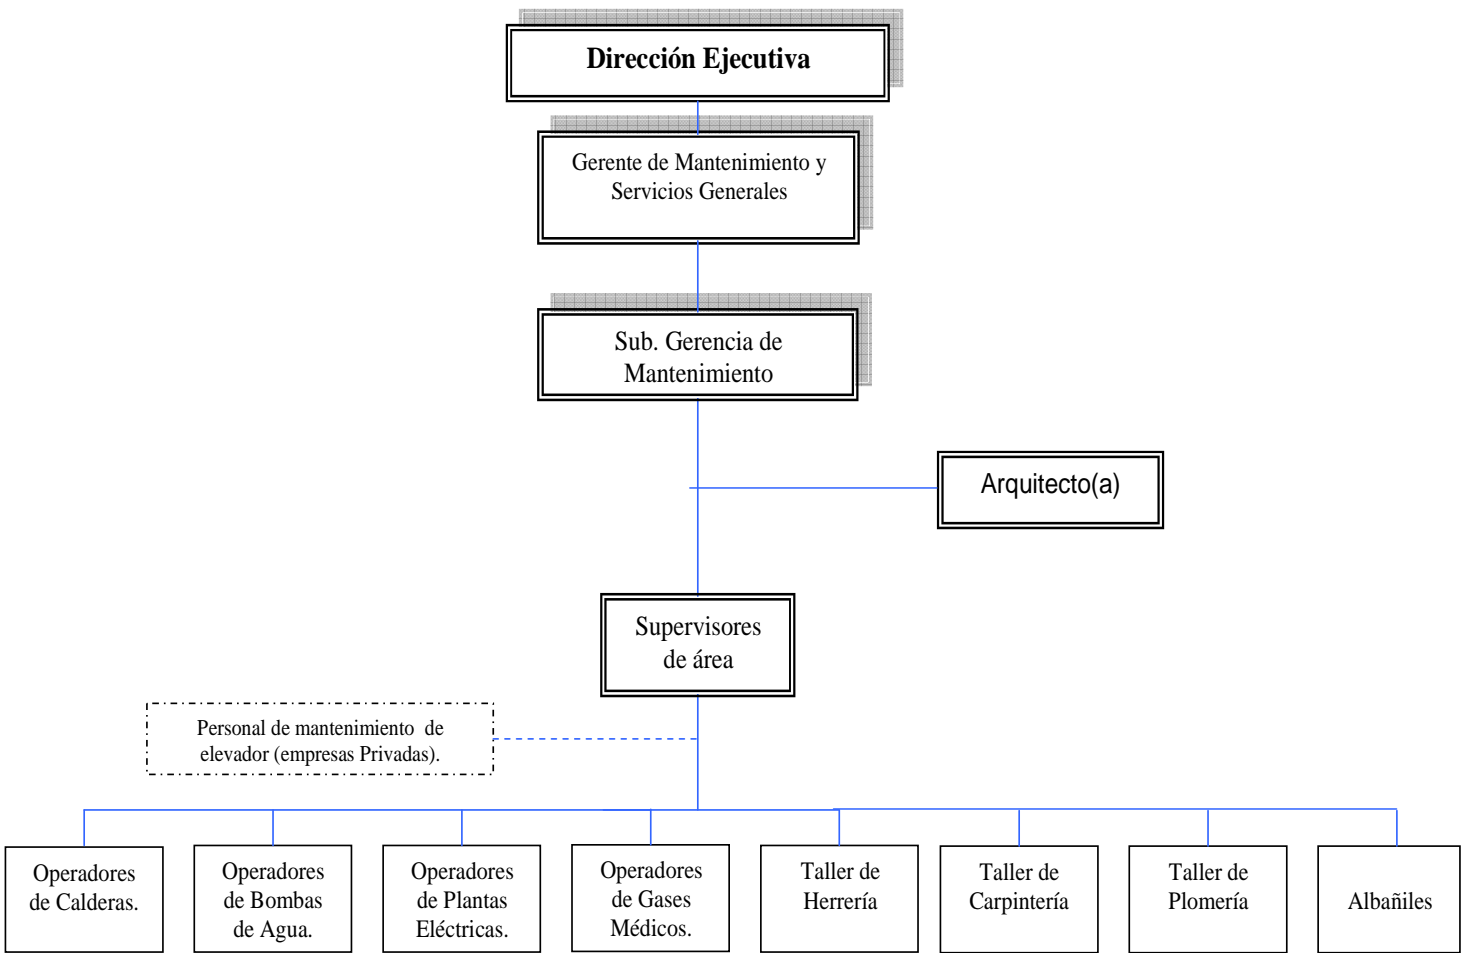 Dirección Ejecutiva
Gerente de Mantenimiento y
Servicios Generales
Sub. Gerencia de
Mantenimiento
Arquitecto(a)
Supervisores
de área
Personal de mantenimiento  de
elevador (empresas Privadas).
Operadores
de Calderas.
Operadores
de Bombas
de Agua.
Operadores
de Plantas
Eléctricas.
Operadores
de Gases
Médicos.
Taller de
Herrería
Taller de
Carpintería
Taller de
Plomería
Albañiles